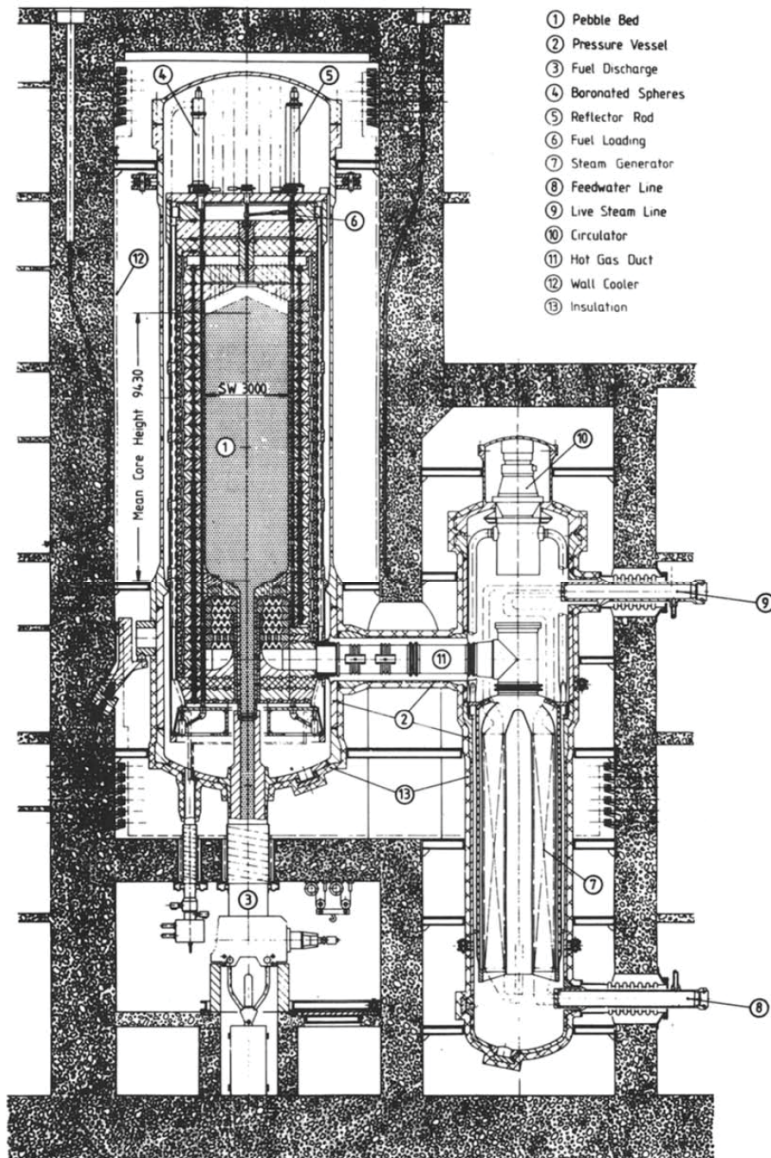 ① Pebble Bed
② Pressure Vessel
③ Fuel Discharge
④ Boronated Spheres
⑤ Reflector Rod
⑥ Fuel Loading
⑦ Steam Generator
⑧ Feedwater Line
⑨ Live Steam Line
⑩ Circulator
⑪ Hot Gas Duct
⑫ Wall Cooler
⑬ Insulation
④
⑤
⑥
⑫
SW 3000
Mean Core Height 9430
①
⑩
⑨
⑪
②
⑬
⑦
③
⑧